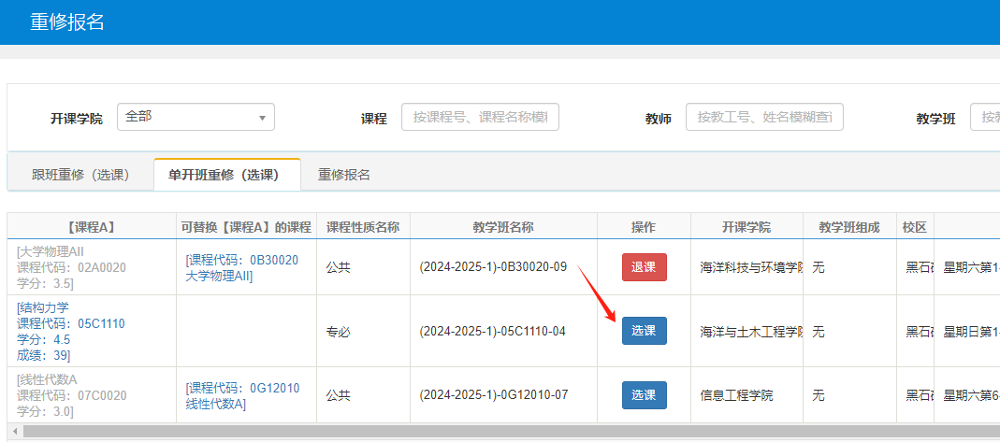 重修报名
开课学院 全部 课程 按课程号、课程名称模 教师 按教工号、姓名模糊查 教学班 按
跟班重修（选课） 单开班重修（选课） 重修报名
【课程A】 可替换【课程A】的课程 课程性质名称 教学班名称 操作 开课学院 教学班组成 校区
[大学物理AII
课程代码：02A0020
学分：3.5]
[课程代码：0B30020
大学物理AII]
公共 (2024-2025-1)-0B30020-09 退课 海洋科技与环境学 无 黑石 星期六第1
[结构力学
课程代码：05C1110
学分：4.5
成绩：39]
专必 (2024-2025-1)-05C1110-04 选课 海洋与土木工程学 无 黑石 星期日第1
[线性代数A
课程代码：07C0020
学分：3.0]
[课程代码：0G12010
线性代数A]
公共 (2024-2025-1)-0G12010-07 选课 信息工程学院 无 黑石 星期六第6